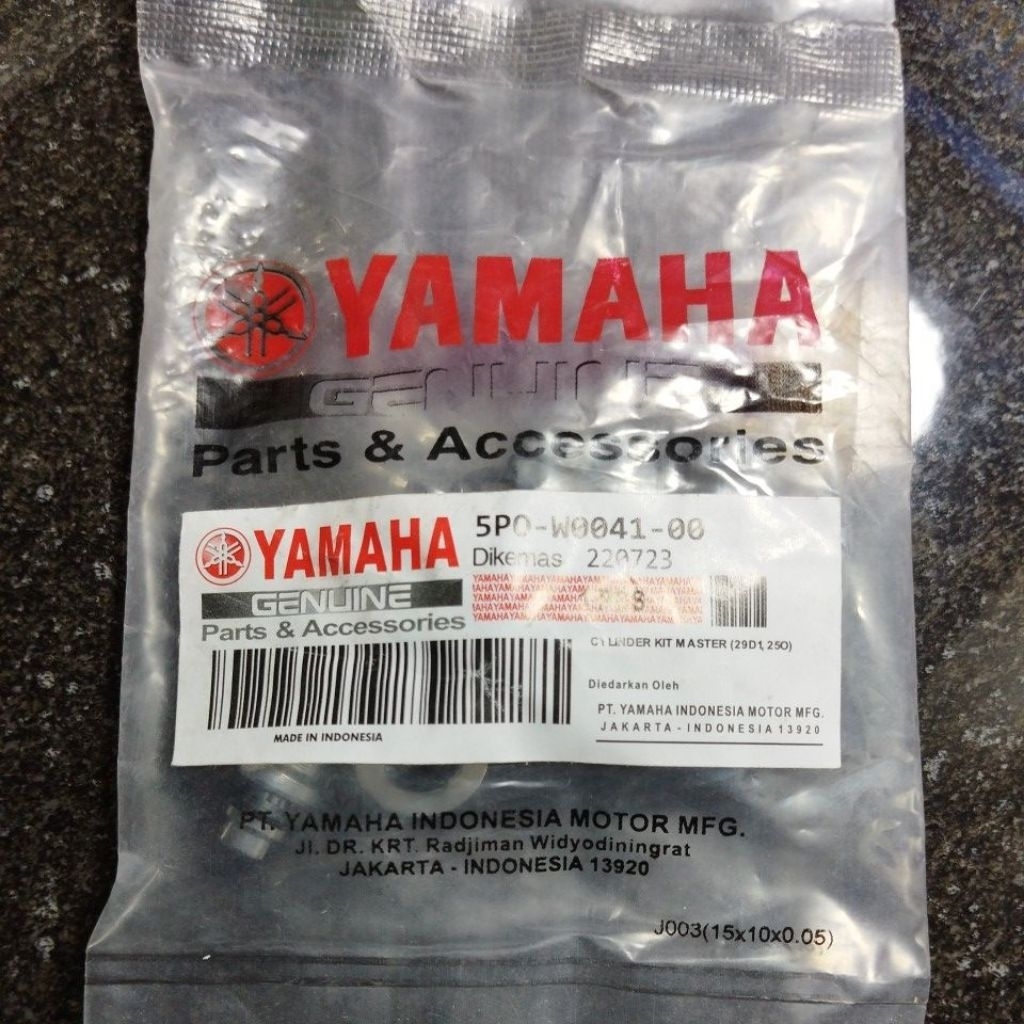 YAMAHA
GENUINE
Parts & Accessories
YAMAHA
GENUINE
Parts & Accessories
5PO-W0041-00
Dikemas 220723
YAMAHAYAMAHAYAMAHAYAMAHAYAMAHAYAMAHA
CYLINDER KIT MASTER (29D1, 25O)
Diedarkan Oleh
PT. YAMAHA INDONESIA MOTOR MFG.
JAKARTA - INDONESIA 13920
MADE IN INDONESIA
PT. YAMAHA INDONESIA MOTOR MFG.
Jl. DR. KRT. Radjiman Widyodiningrat
JAKARTA - INDONESIA 13920
J003(15x10x0.05)